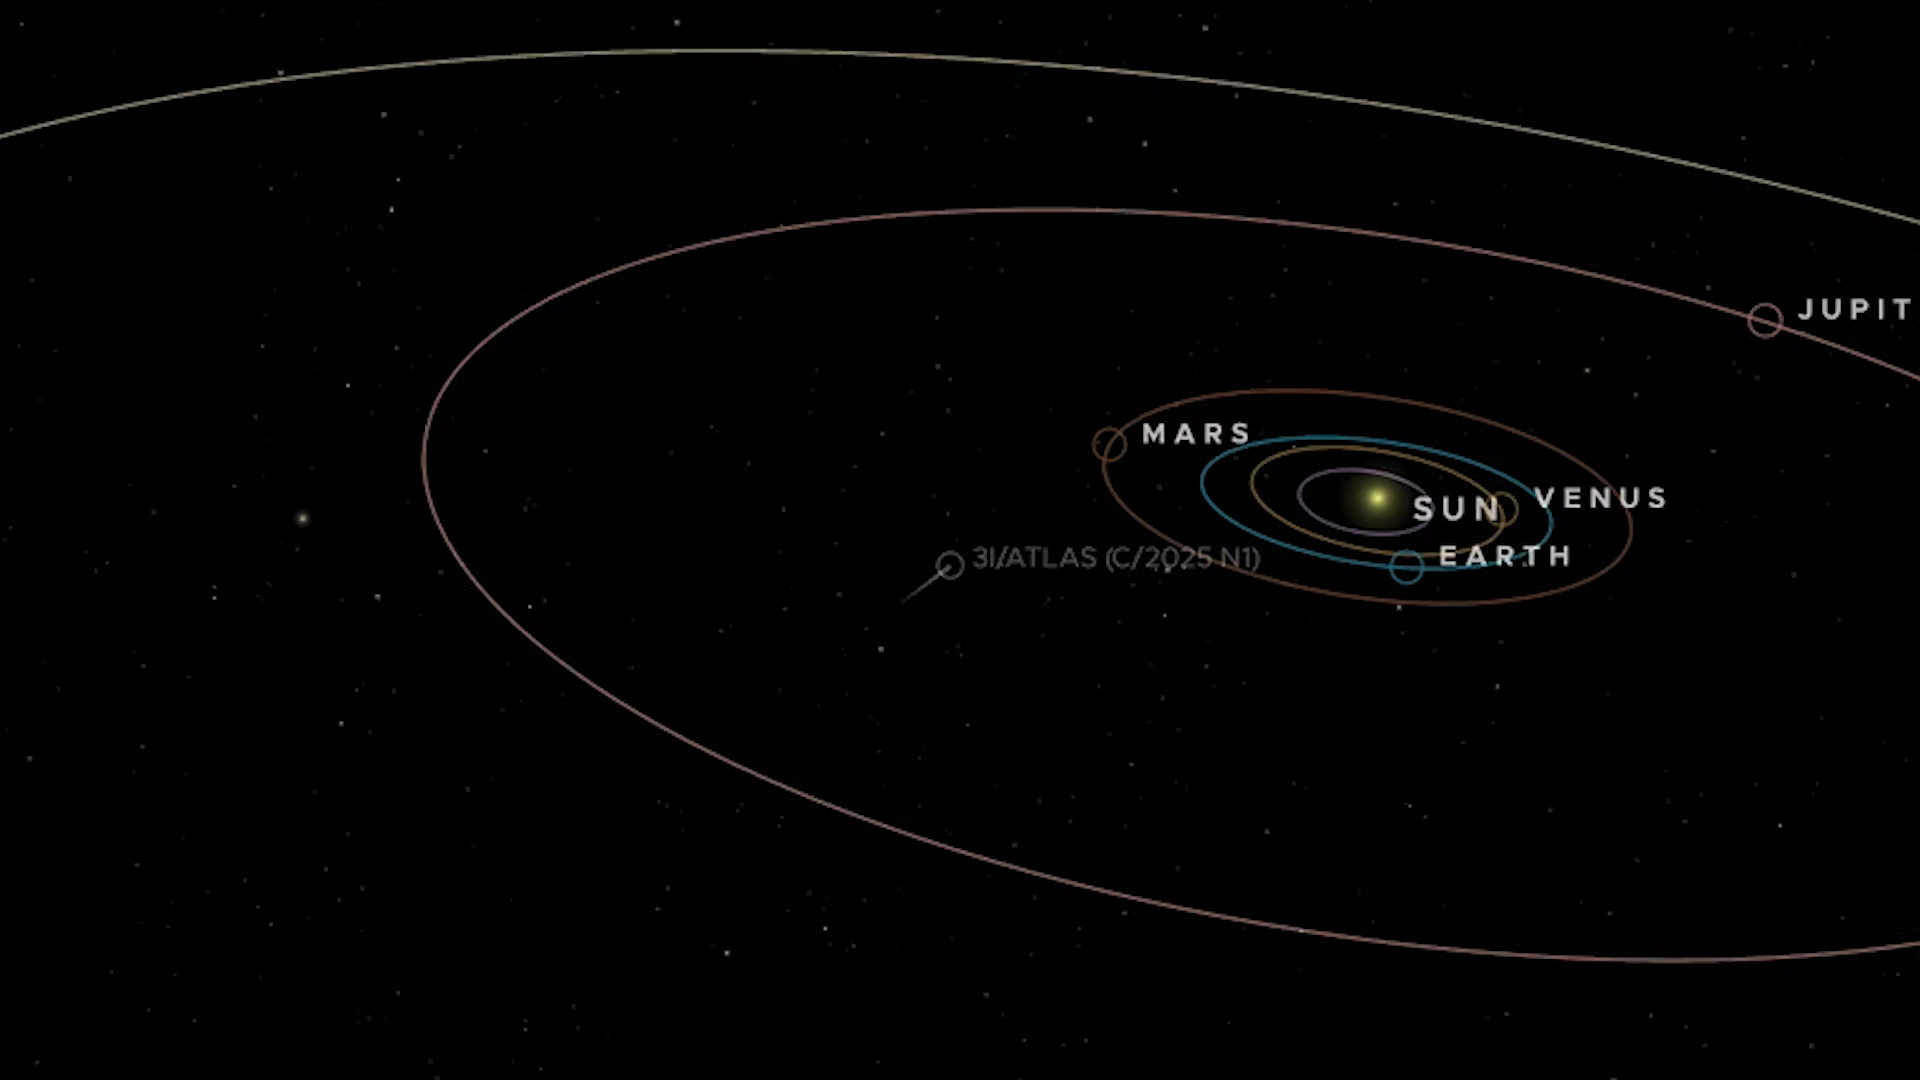 JUPIT
MARS
VENUS
SUN
EARTH
3I/ATLAS (C/2025 N1)